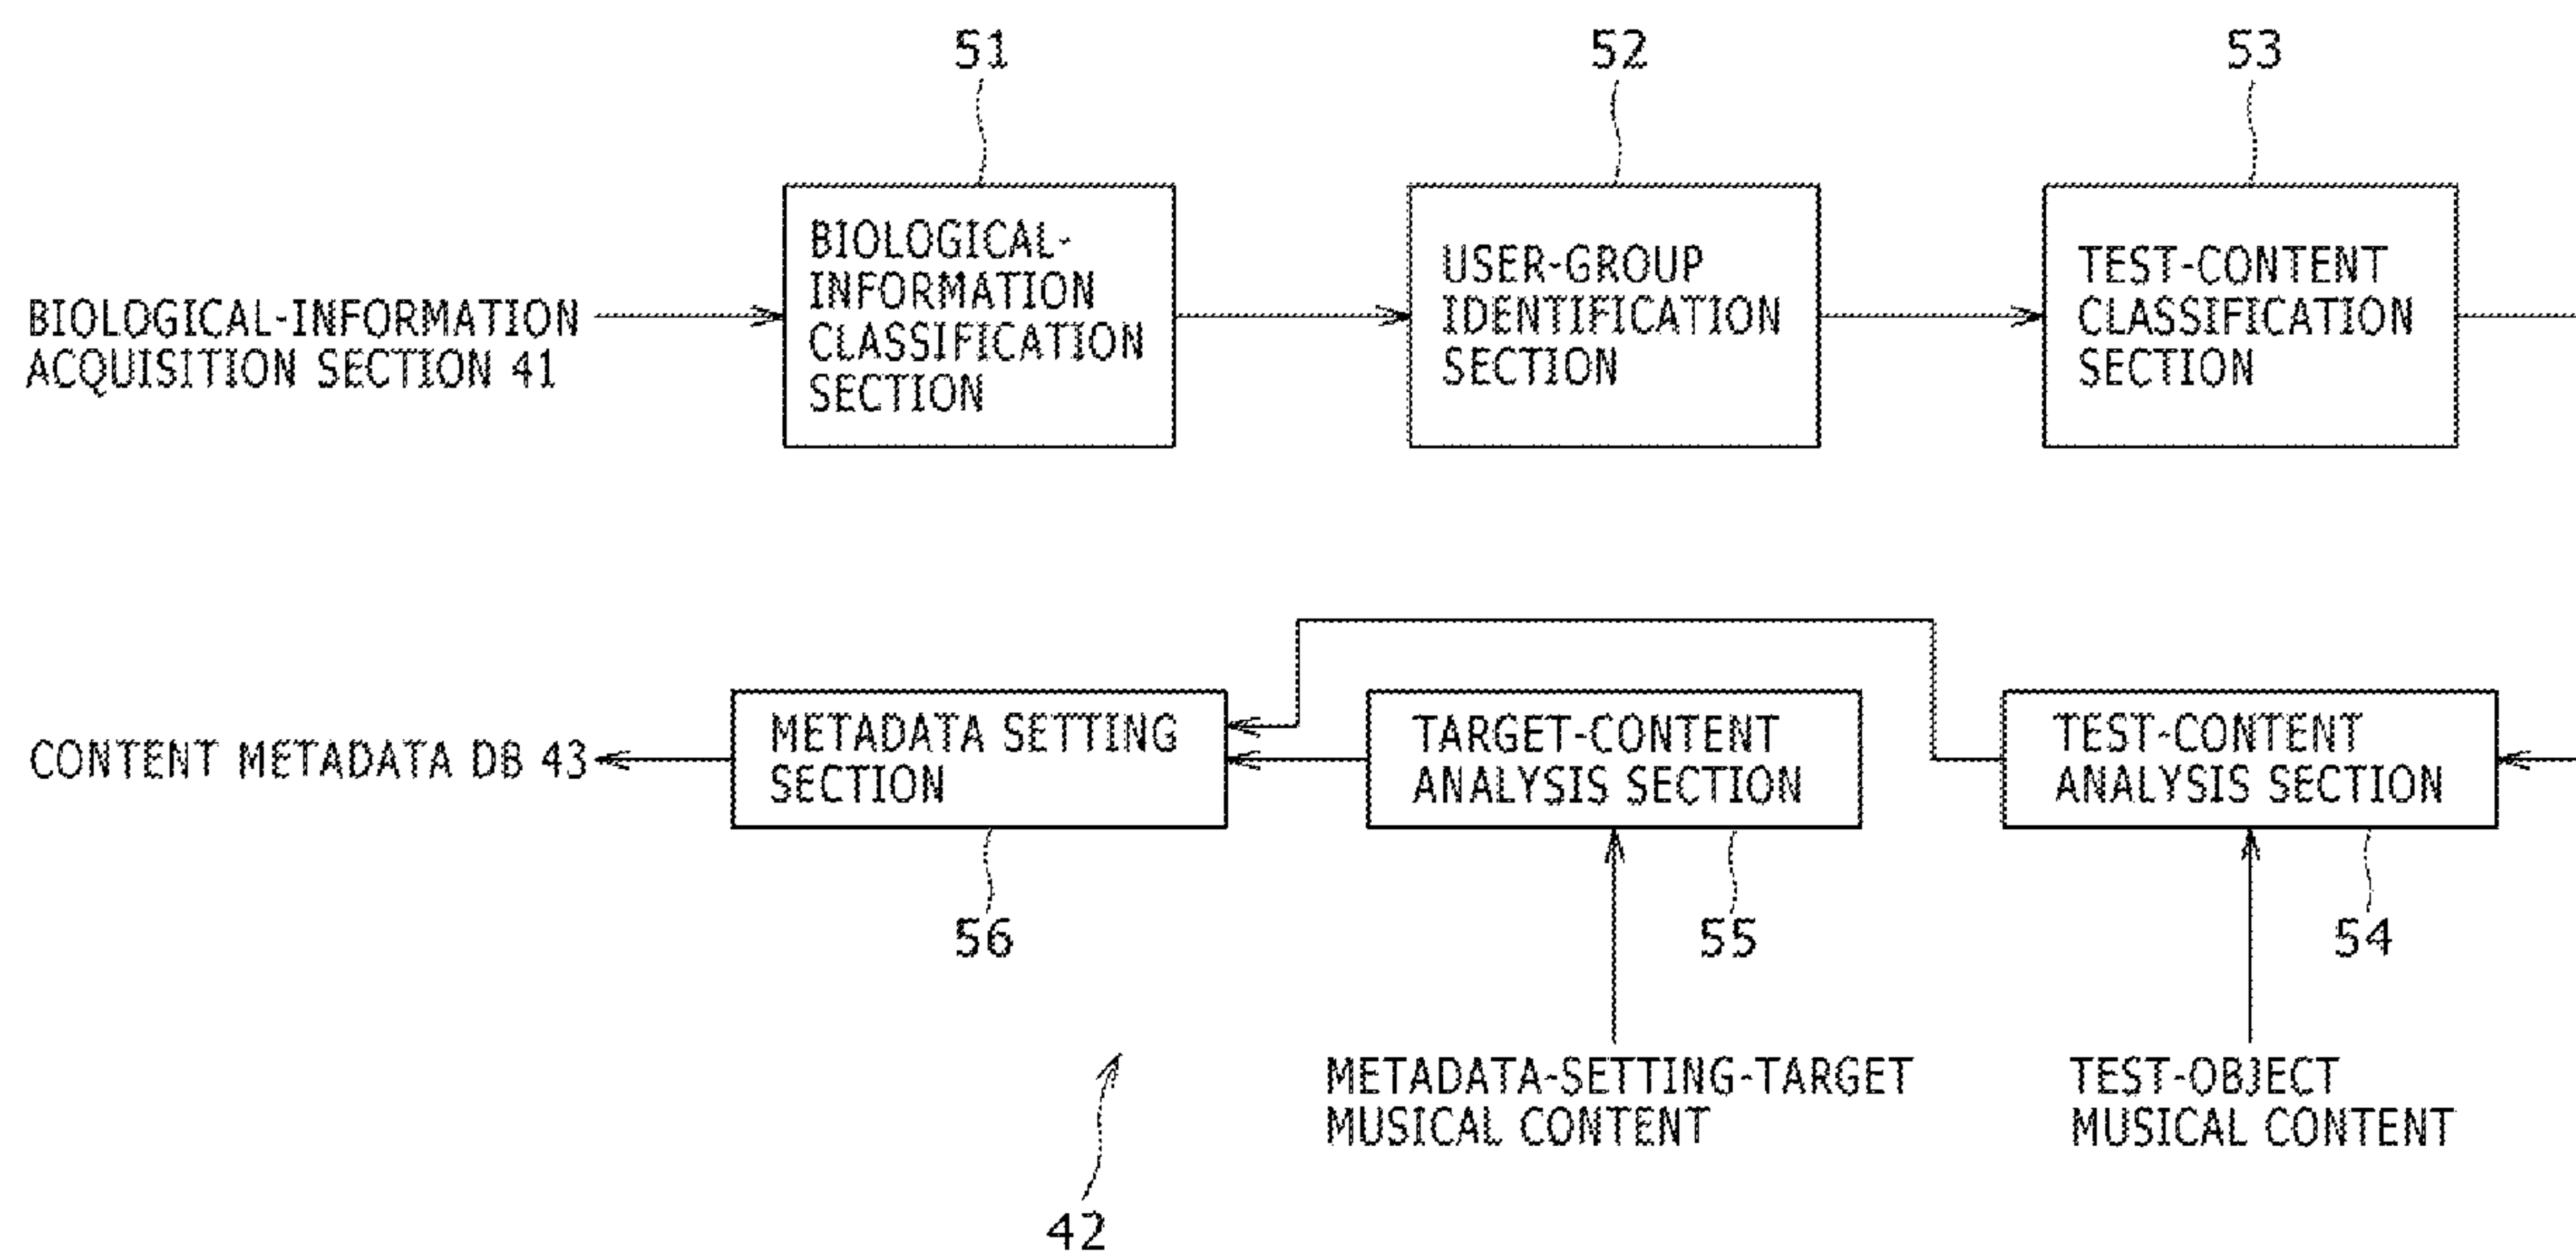 51
52
53
BIOLOGICAL-INFORMATION
ACQUISITION SECTION 41
BIOLOGICAL-
INFORMATION
CLASSIFICATION
SECTION
USER-GROUP
IDENTIFICATION
SECTION
TEST-CONTENT
CLASSIFICATION
SECTION
CONTENT METADATA DB 43
METADATA SETTING
SECTION
TARGET-CONTENT
ANALYSIS SECTION
TEST-CONTENT
ANALYSIS SECTION
56
55
54
METADATA-SETTING-TARGET
MUSICAL CONTENT
TEST-OBJECT
MUSICAL CONTENT
42